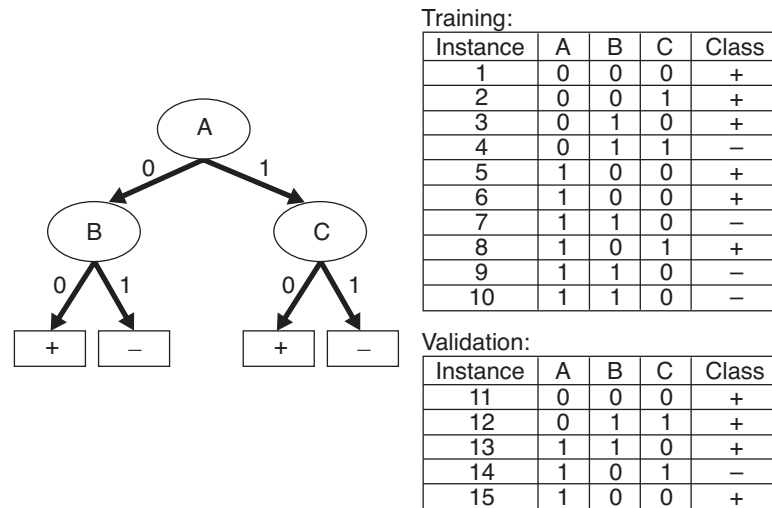 A
0 1
B C
0 1 0 1
+ – + –
Training:
Instance A B C Class
1 0 0 0 +
2 0 0 1 +
3 0 1 0 +
4 0 1 1 –
5 1 0 0 +
6 1 0 0 +
7 1 1 0 –
8 1 0 1 +
9 1 1 0 –
10 1 1 0 –
Validation:
Instance A B C Class
11 0 0 0 +
12 0 1 1 +
13 1 1 0 +
14 1 0 1 –
15 1 0 0 +